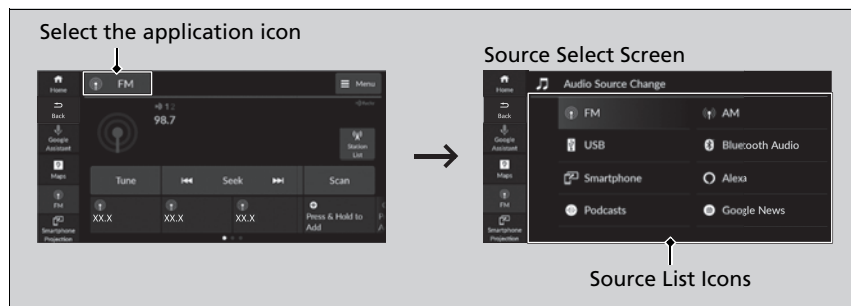 Select the application icon
Home
FM
Menu
Back
98.7
Google Assistant
Station List
Maps
Tune
Seek
Scan
FM
XX.X
XX.X
XX.X
Press & Hold to Add
Smartphone Projection
Source Select Screen
Home
Audio Source Change
Back
FM
AM
Google Assistant
USB
Bluetooth Audio
Maps
Smartphone
Alexa
FM
Podcasts
Google News
Smartphone Projection
Source List Icons